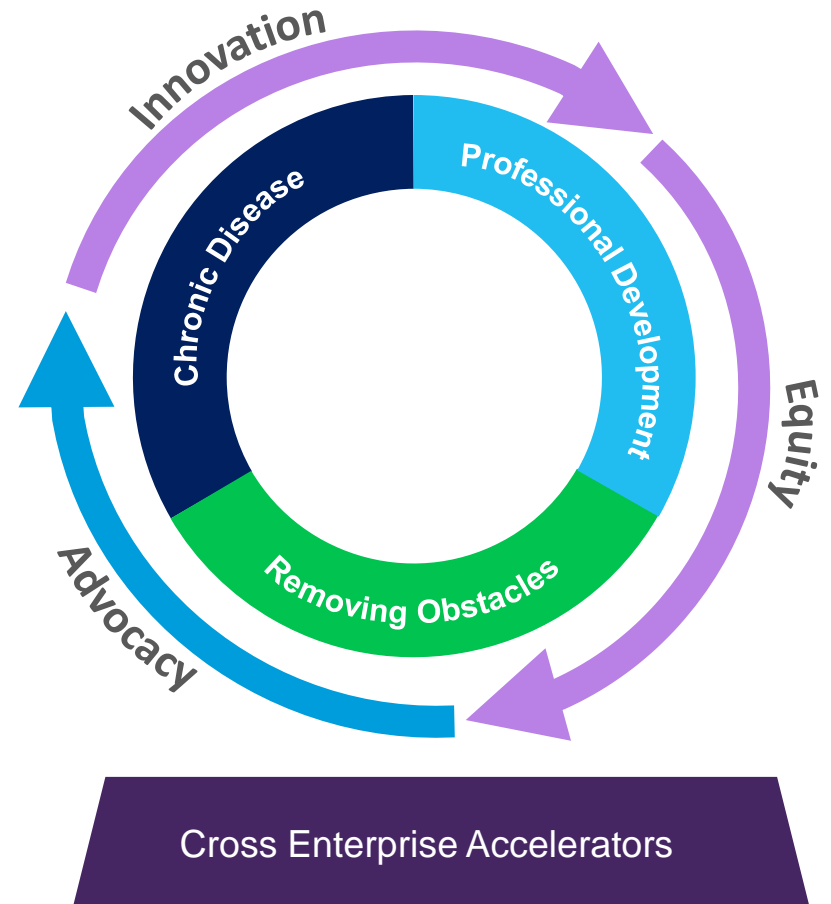 Innovation
Chronic Disease
Professional Development
Equity
Removing Obstacles
Advocacy
Cross Enterprise Accelerators